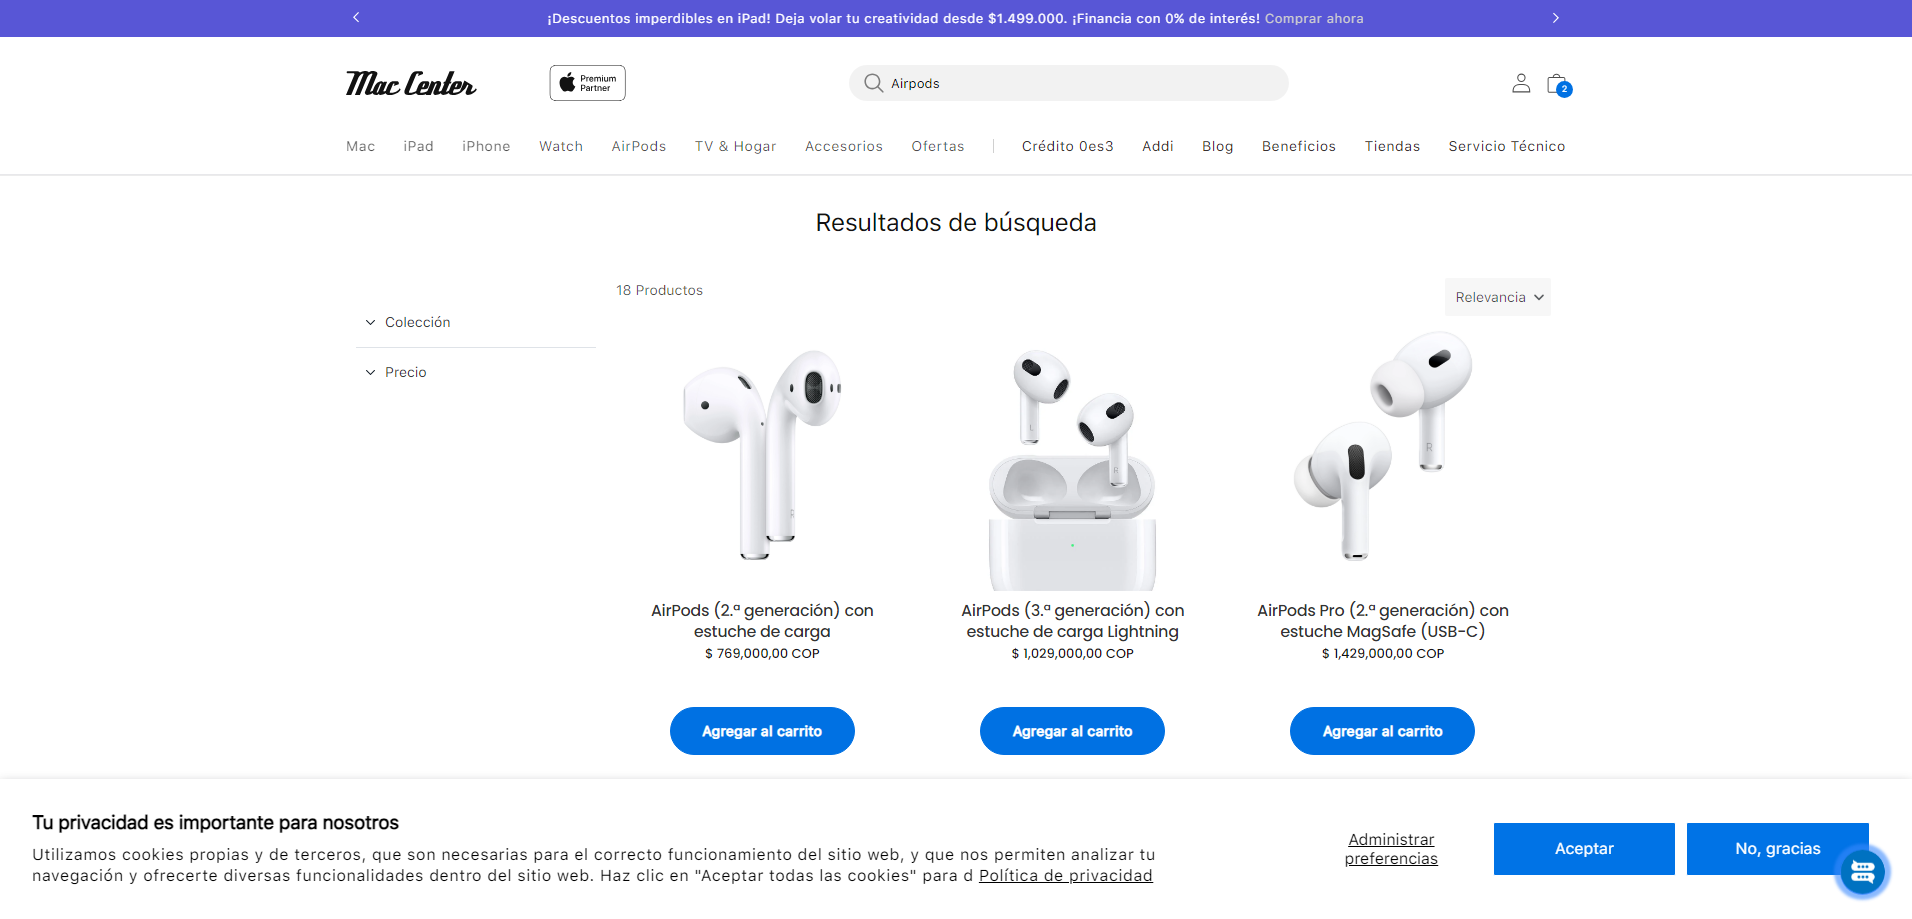 ¡Descuentos imperdibles en iPad! Deja volar tu creatividad desde $1.499.000. ¡Financia con 0% de interés! Comprar ahora
Mac Center
Premium
Partner
Airpods
2
Mac iPad iPhone Watch AirPods TV & Hogar Accesorios Ofertas Crédito 0es3 Addi Blog Beneficios Tiendas Servicio Técnico
Resultados de búsqueda
18 Productos
Relevancia
Colección
Precio
AirPods (2.ª generación) con
estuche de carga
$ 769,000,00 COP
Agregar al carrito
AirPods (3.ª generación) con
estuche de carga Lightning
$ 1,029,000,00 COP
Agregar al carrito
AirPods Pro (2.ª generación) con
estuche MagSafe (USB-C)
$ 1,429,000,00 COP
Agregar al carrito
Tu privacidad es importante para nosotros
Utilizamos cookies propias y de terceros, que son necesarias para el correcto funcionamiento del sitio web, y que nos permiten analizar tu
navegación y ofrecerte diversas funcionalidades dentro del sitio web. Haz clic en "Aceptar todas las cookies" para d Política de privacidad
Administrar
preferencias
Aceptar
No, gracias